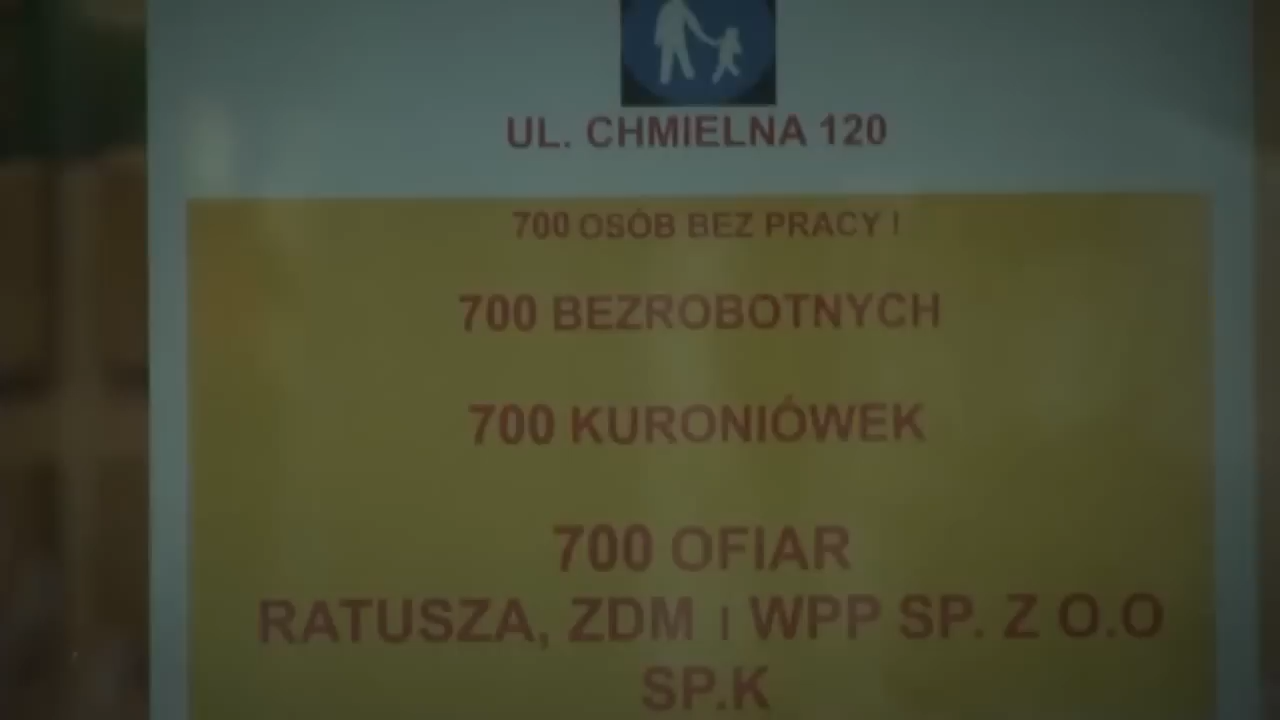 UL. CHMIELNA 120
700 OSÓB BEZ PRACY !
700 BEZROBOTNYCH
700 KURONIÓWEK
700 OFIAR
RATUSZA, ZDM I WPP SP. Z O.O
SP.K